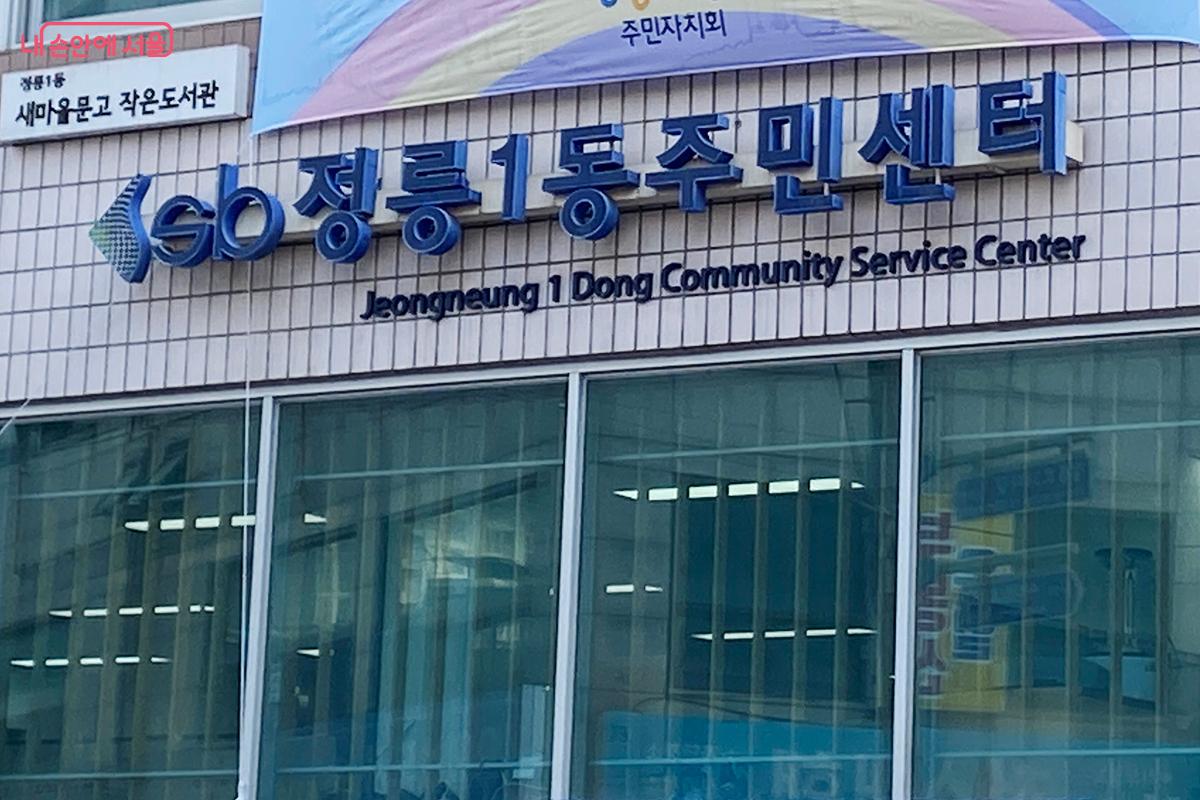 내 손안에 서울
주민자치회
정릉1동
새마을문고 작은도서관
sb 정릉1동주민센터
Jeongneung 1 Dong Community Service Center